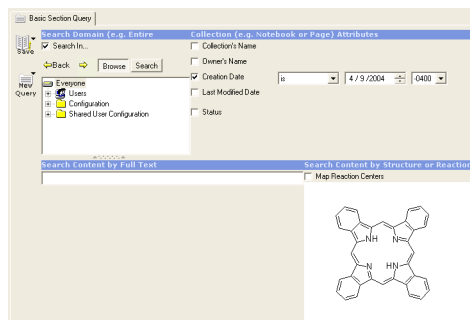 Basic Section Query
Search Domain (e.g. Entire
Collection (e.g. Notebook or Page) Attributes
Save
Search In...
Back
Browse
Search
New
Query
Everyone
Users
Configuration
Shared User Configuration
Collection's Name
Owner's Name
Creation Date
is
4 / 9 /2004
-0400
Last Modified Date
Status
Search Content by Full Text
Search Content by Structure or Reaction
Map Reaction Centers
NH
N
N
HN